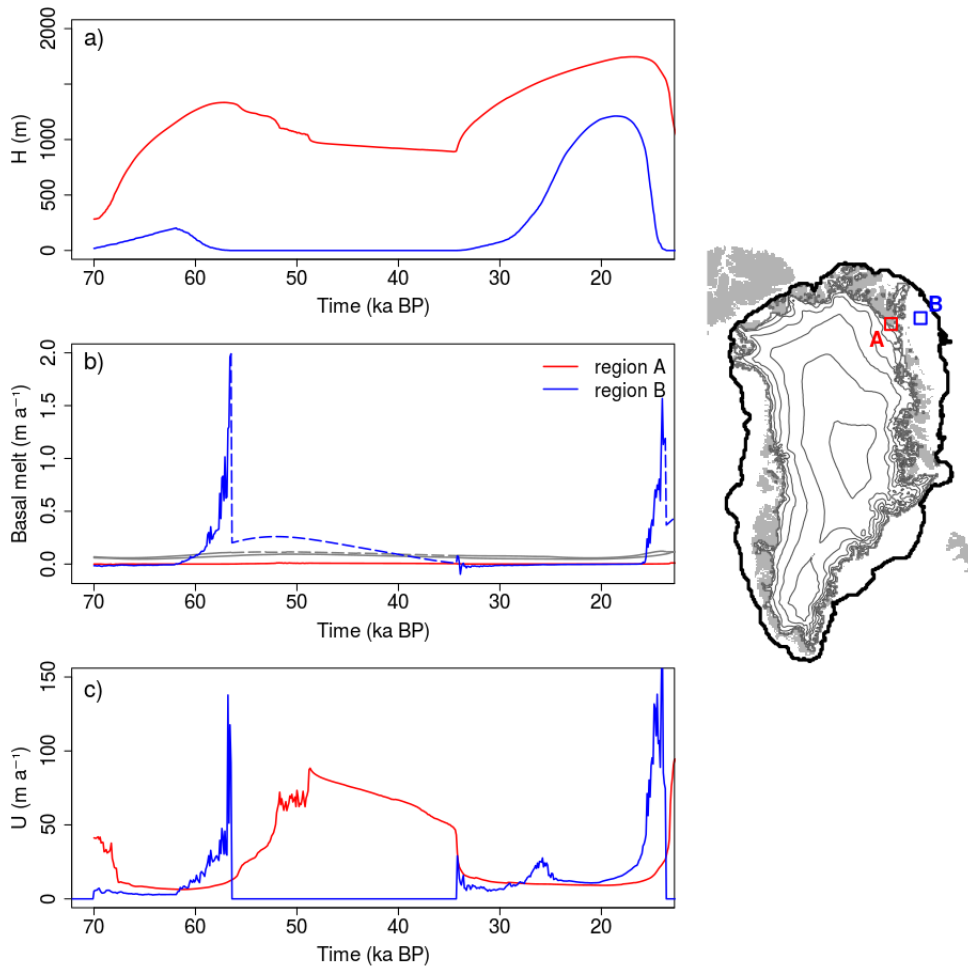 a)
H (m)
2000
1000
500
0
70 60 50 40 30 20
Time (ka BP)
b)
Basal melt (m a⁻¹)
2.0
1.5
1.0
0.5
0.0
region A
region B
70 60 50 40 30 20
Time (ka BP)
c)
U (m a⁻¹)
150
100
50
0
70 60 50 40 30 20
Time (ka BP)
B
A